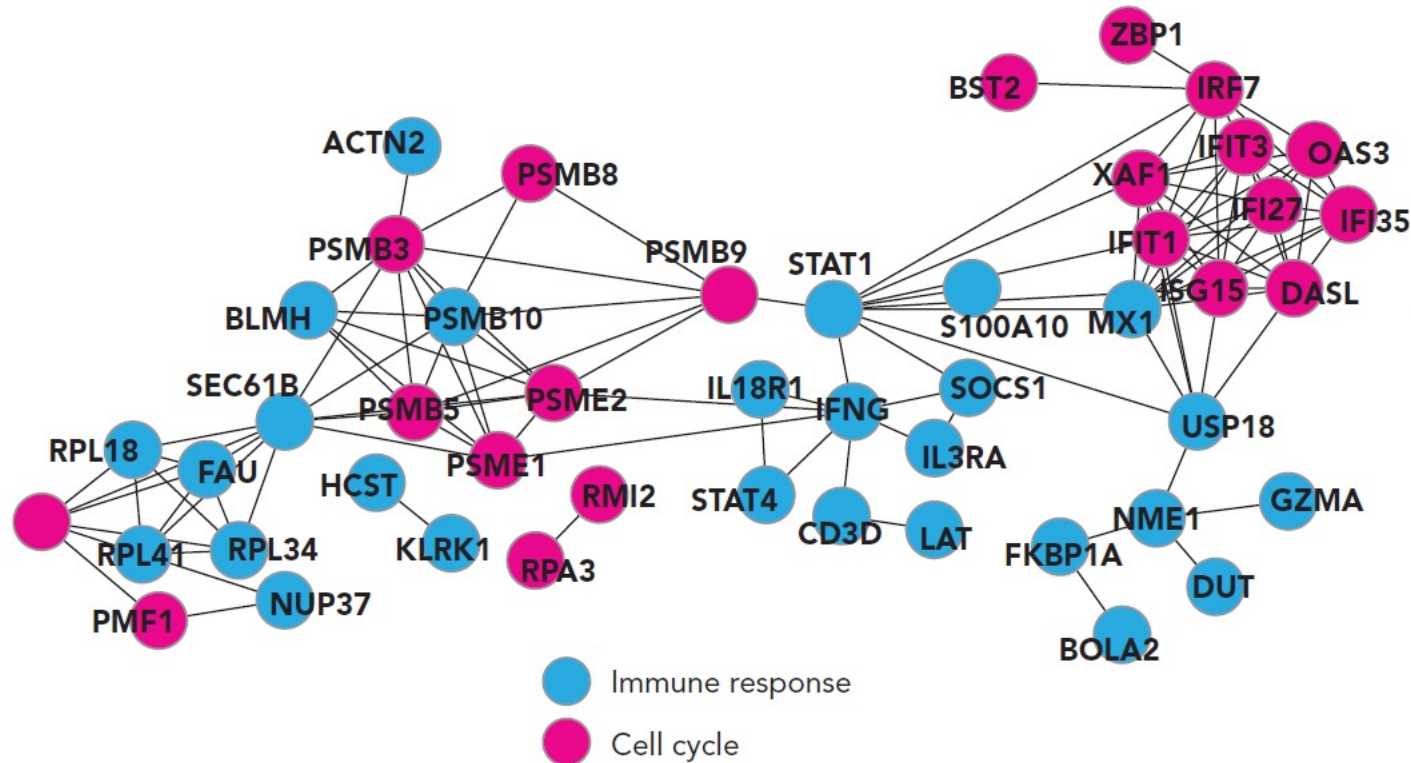 ZBP1
BST2
IRF7
ACTN2
IFIT3
OAS3
PSMB8
XAF1
IFI27
IFI35
PSMB3
PSMB9
IFIT1
STAT1
ISG15
DASL
BLMH
PSMB10
S100A10
MX1
SEC61B
PSMB5
PSME2
IL18R1
IFNG
SOCS1
USP18
RPL18
FAU
PSME1
IL3RA
HCST
RMI2
STAT4
GZMA
NME1
CD3D
LAT
RPL41
RPL34
KLRK1
FKBP1A
RPA3
DUT
NUP37
PMF1
BOLA2
Immune response
Cell cycle